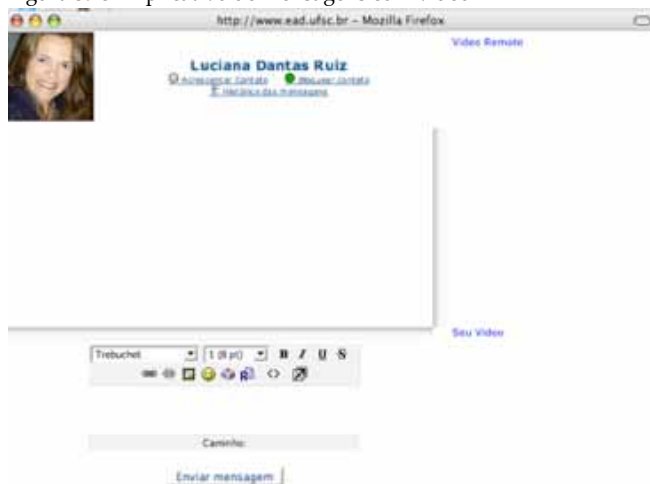 http://www.ead.ufsc.br – Mozilla Firefox
Video Remoto
Luciana Dantas Ruiz
Acrescentar contato Bloquear contato
Histórico das mensagens
Seu Video
Trebuchet 1 (8 pt) B I U S
Caminho:
Enviar mensagem